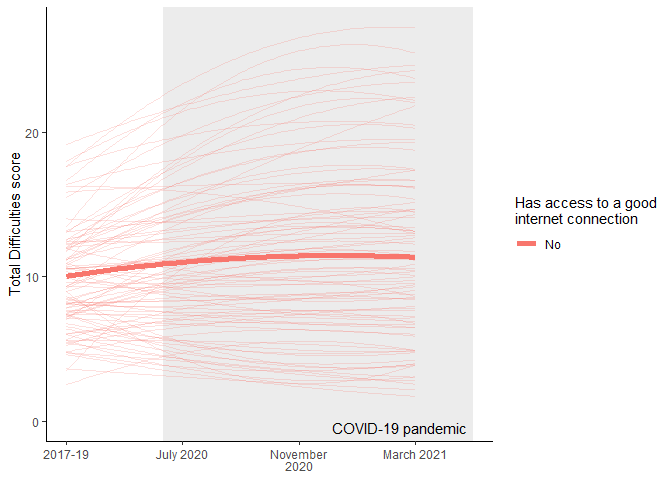 Total Difficulties score
20
10
0
COVID-19 pandemic
2017-19
July 2020
November
2020
March 2021
Has access to a good
internet connection
No